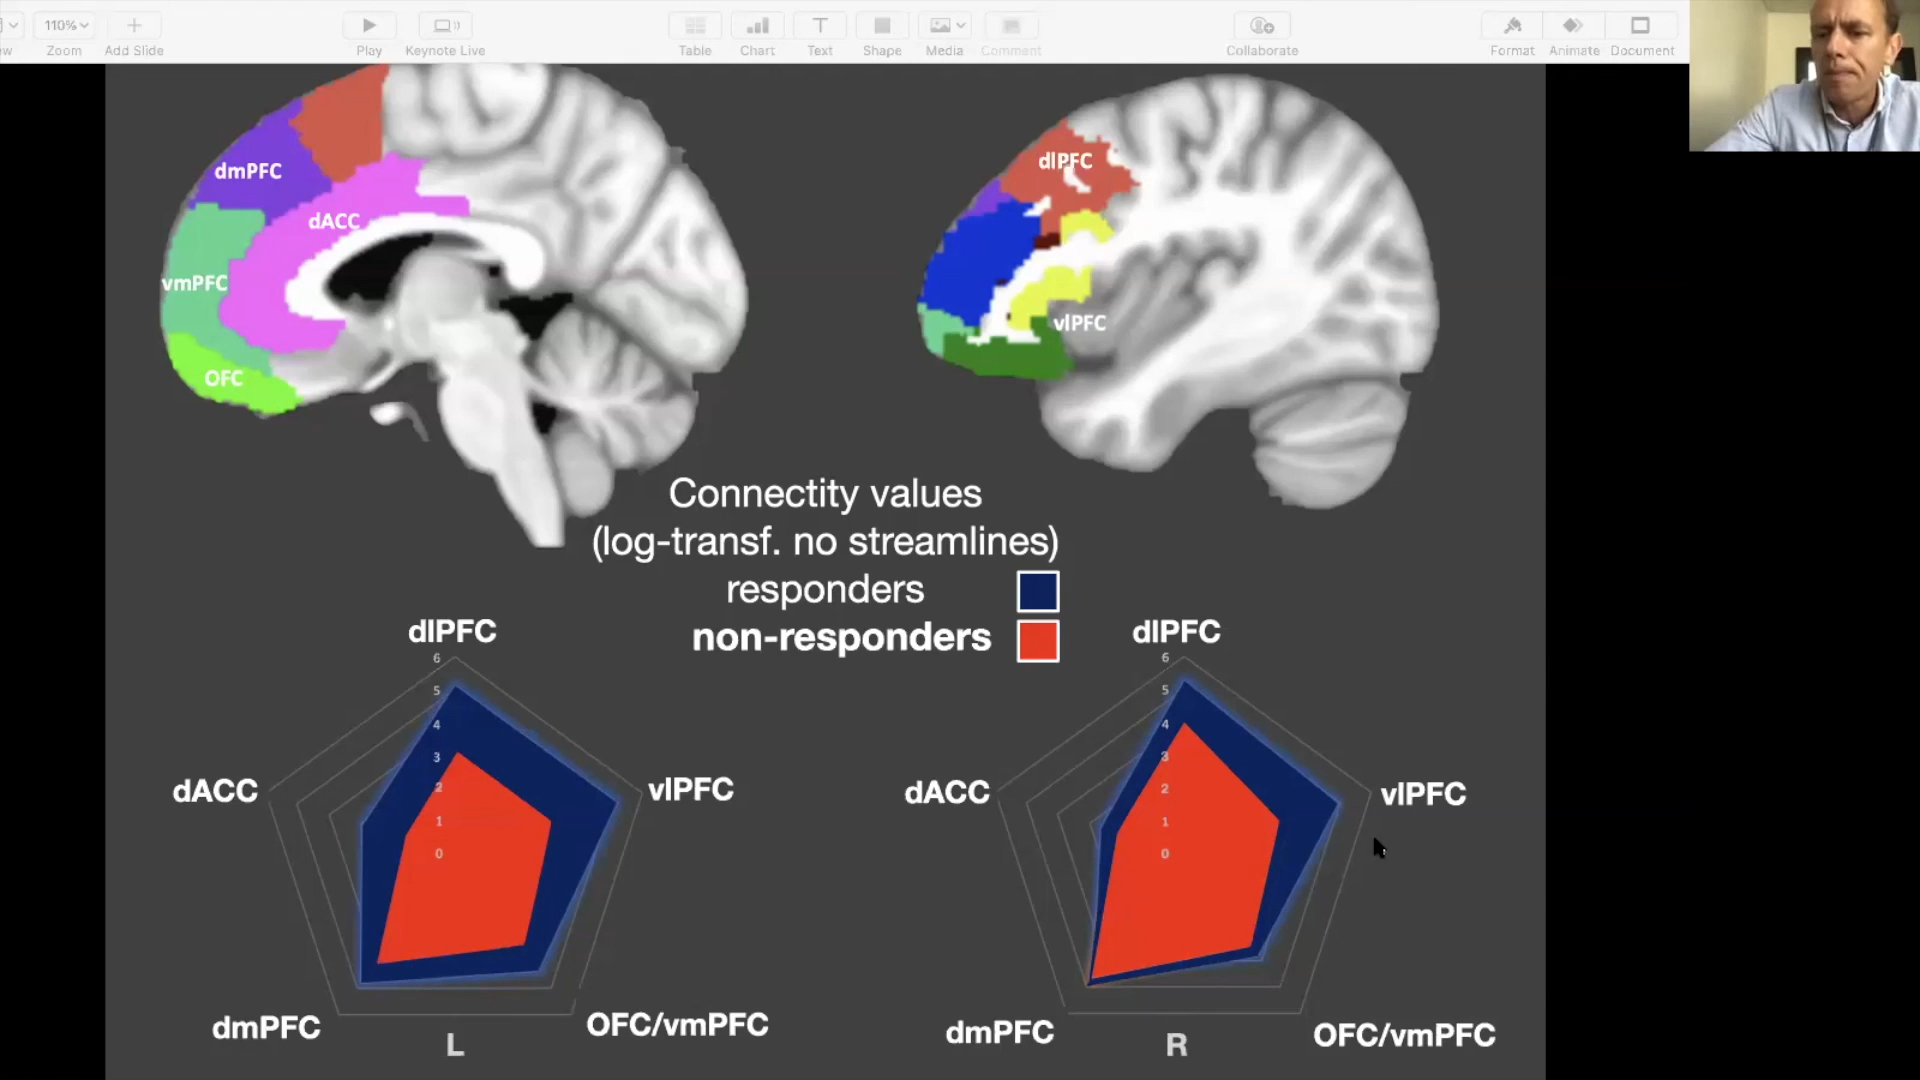 110%
Zoom
Add Slide
Play
Keynote Live
Table
Chart
Text
Shape
Media
Comment
Collaborate
Format
Animate
Document
dmPFC
dACC
vmPFC
OFC
dlPFC
vlPFC
Connectity values
(log-transf. no streamlines)
responders
non-responders
dlPFC
6
5
4
3
2
1
0
dACC
vlPFC
dmPFC
OFC/vmPFC
L
dlPFC
6
5
4
3
2
1
0
dACC
vlPFC
dmPFC
OFC/vmPFC
R